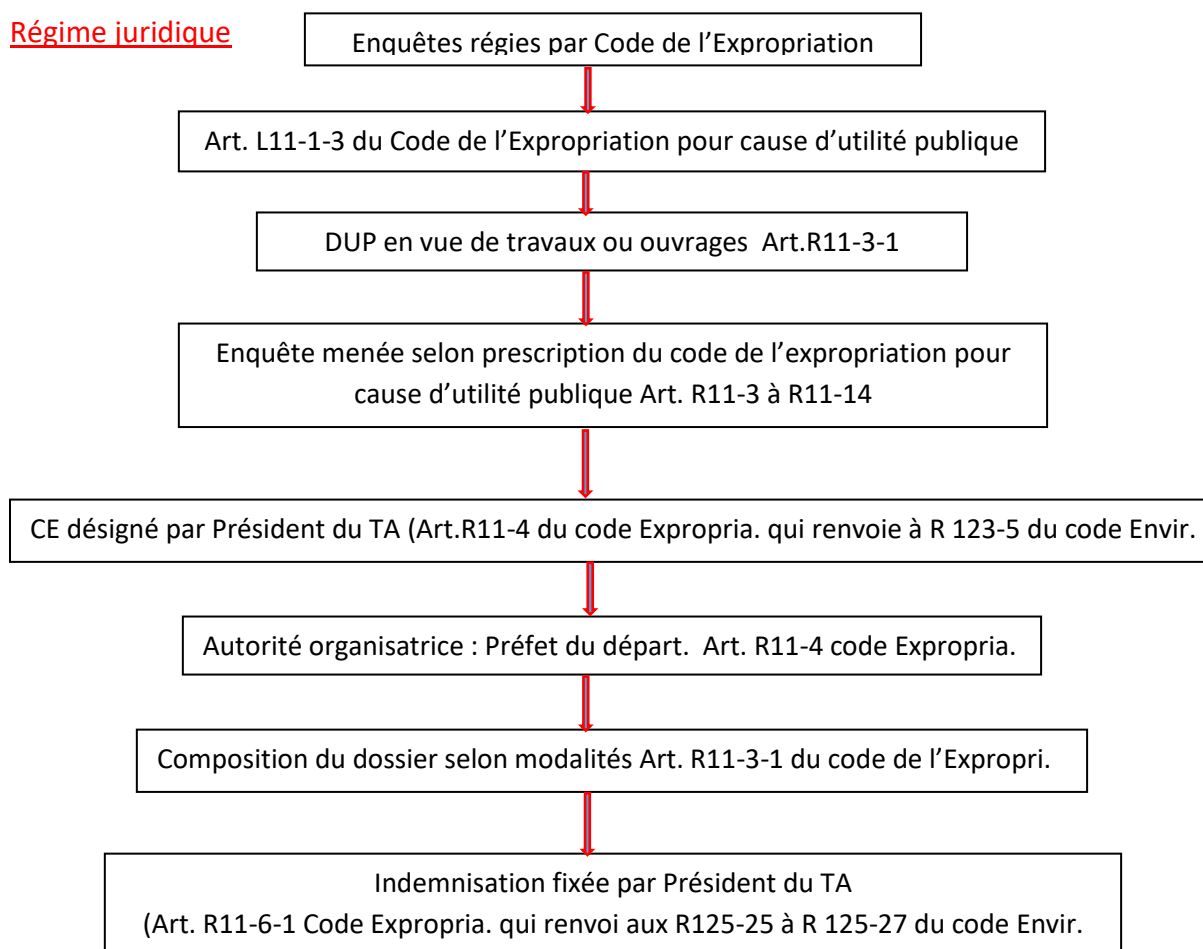 Régime juridique
Enquêtes régies par Code de l’Expropriation
Art. L11-1-3 du Code de l’Expropriation pour cause d’utilité publique
DUP en vue de travaux ou ouvrages Art.R11-3-1
Enquête menée selon prescription du code de l’expropriation pour
cause d’utilité publique Art. R11-3 à R11-14
CE désigné par Président du TA (Art.R11-4 du code Expropria. qui renvoie à R 123-5 du code Envir.
Autorité organisatrice : Préfet du départ. Art. R11-4 code Expropria.
Composition du dossier selon modalités Art. R11-3-1 du code de l’Expropri.
Indemnisation fixée par Président du TA
(Art. R11-6-1 Code Expropria. qui renvoi aux R125-25 à R 125-27 du code Envir.